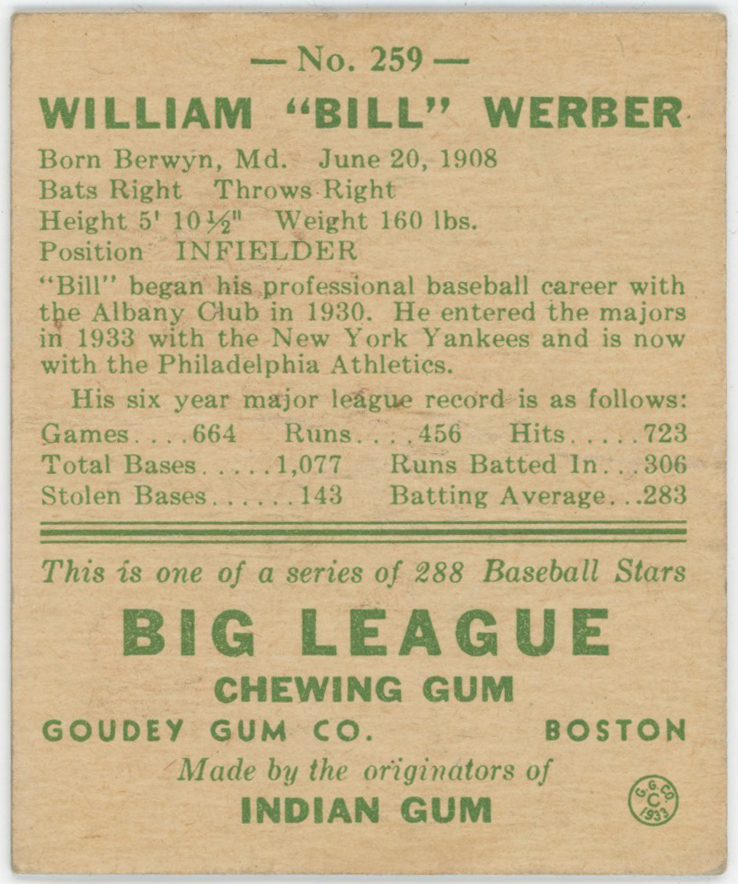 — No. 259 —
WILLIAM "BILL" WERBER
Born Berwyn, Md. June 20, 1908
Bats Right Throws Right
Height 5' 10½" Weight 160 lbs.
Position INFIELDER
"Bill" began his professional baseball career with
the Albany Club in 1930. He entered the majors
in 1933 with the New York Yankees and is now
with the Philadelphia Athletics.
His six year major league record is as follows:
Games....664 Runs....456 Hits.....723
Total Bases.....1,077 Runs Batted In...306
Stolen Bases......143 Batting Average...283
This is one of a series of 288 Baseball Stars
BIG LEAGUE
CHEWING GUM
GOUDEY GUM CO. BOSTON
Made by the originators of
INDIAN GUM
G. G. CO.
C
1933